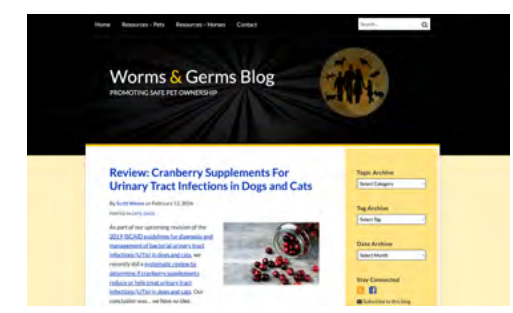 Home Resources – Pets Resources – Horses Contact
Search...
Worms & Germs Blog
PROMOTING SAFE PET OWNERSHIP
Review: Cranberry Supplements For
Urinary Tract Infections in Dogs and Cats
By Scott Weese on February 12, 2026
POSTED IN CATS, DOGS
As part of our upcoming revision of the
2019 ISCAID guidelines for diagnosis and
management of bacterial urinary tract
infections (UTIs) in dogs and cats, we
recently did a systematic review to
determine if cranberry supplements
reduce or help treat urinary tract
infections (UTIs) in dogs and cats. Our
conclusion was... we have no idea.
Topic Archive
Select Category
Tag Archive
Select Tag
Date Archive
Select Month
Stay Connected
Subscribe to this blog